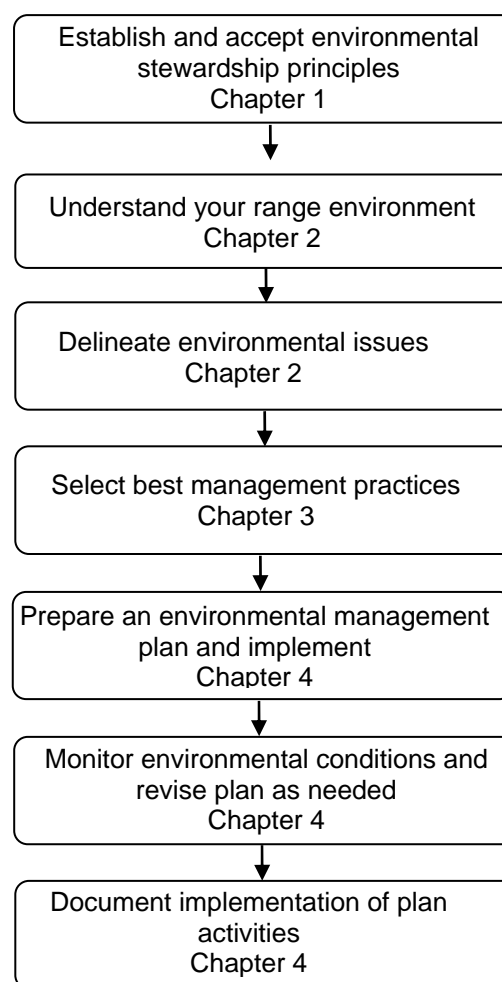 Establish and accept environmental
stewardship principles
Chapter 1
Understand your range environment
Chapter 2
Delineate environmental issues
Chapter 2
Select best management practices
Chapter 3
Prepare an environmental management
plan and implement
Chapter 4
Monitor environmental conditions and
revise plan as needed
Chapter 4
Document implementation of plan
activities
Chapter 4